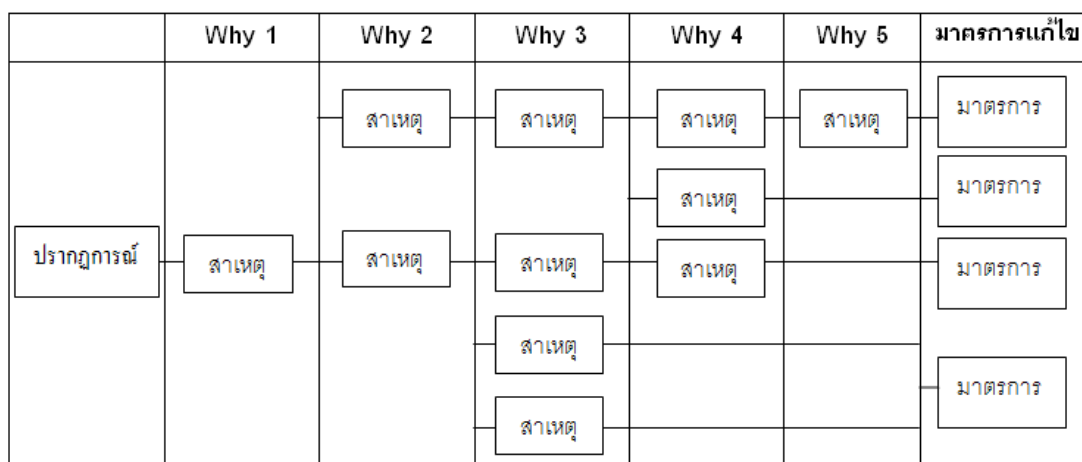 Why 1 Why 2 Why 3 Why 4 Why 5 มาตรการแก้ไข
สาเหตุ สาเหตุ สาเหตุ สาเหตุ มาตรการ
สาเหตุ มาตรการ
ปรากฏการณ์ สาเหตุ สาเหตุ สาเหตุ สาเหตุ มาตรการ
สาเหตุ
มาตรการ
สาเหตุ